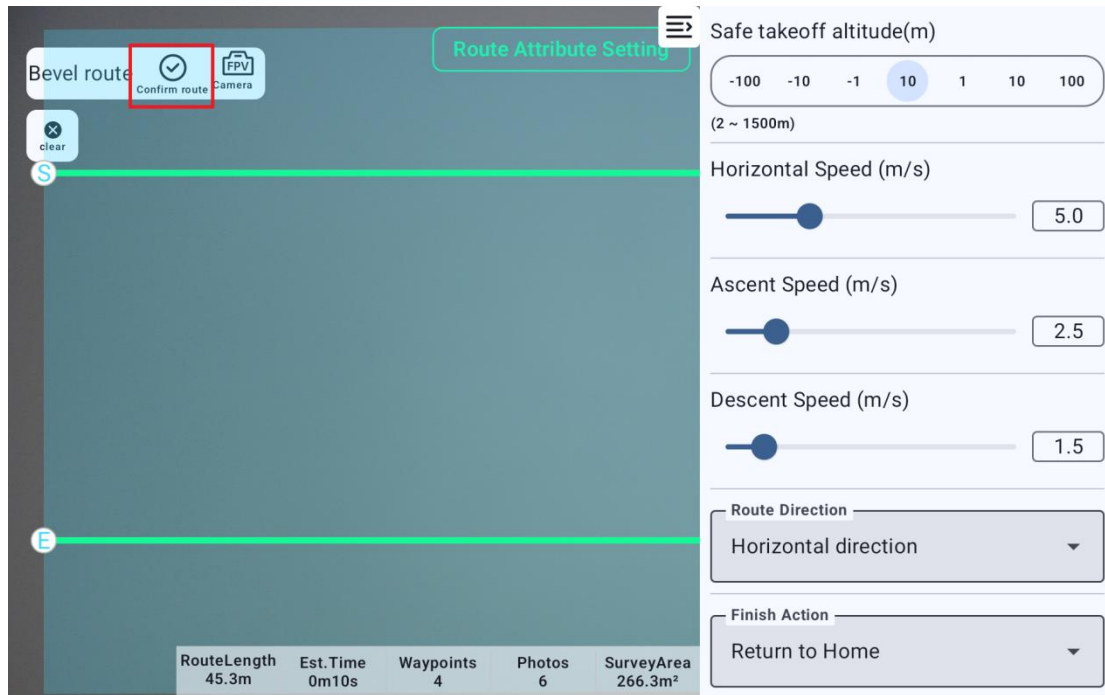 Bevel route
Confirm route
FPV
Camera
Route Attribute Setting
clear
S
E
RouteLength
45.3m
Est.Time
0m10s
Waypoints
4
Photos
6
SurveyArea
266.3m²
Safe takeoff altitude(m)
-100 -10 -1 10 1 10 100
(2 ~ 1500m)
Horizontal Speed (m/s)
5.0
Ascent Speed (m/s)
2.5
Descent Speed (m/s)
1.5
Route Direction
Horizontal direction
Finish Action
Return to Home